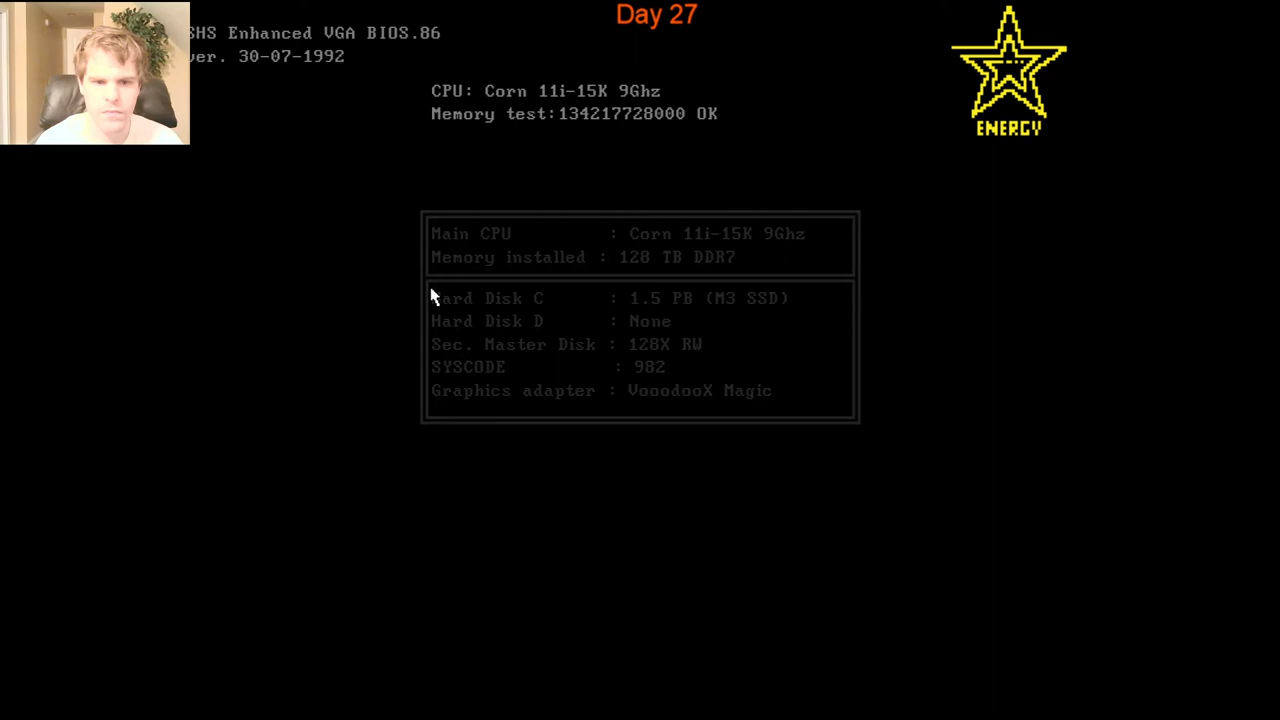 Day 27
SHS Enhanced VGA BIOS.86
ver. 30-07-1992
CPU: Corn 11i-15K 9Ghz
Memory test:134217728000 OK
ENERGY
Main CPU : Corn 11i-15K 9Ghz
Memory installed : 128 TB DDR7
Hard Disk C : 1.5 PB (M3 SSD)
Hard Disk D : None
Sec. Master Disk : 128X RW
SYSCODE : 982
Graphics adapter : VooodooX Magic